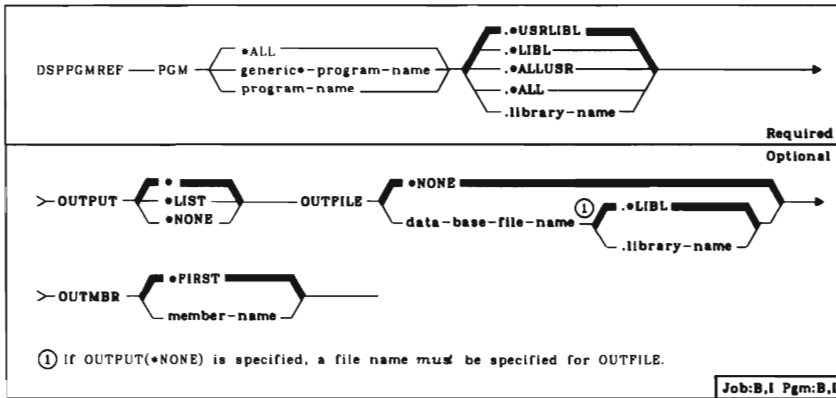 .*USRLIBL
*ALL
.*LIBL
DSPPGMREF PGM generic*-program-name .*ALLUSR
program-name .*ALL
.library-name
Required
Optional
* *NONE
OUTPUT *LIST OUTFILE ① .*LIBL
*NONE data-base-file-name
.library-name
*FIRST
OUTMBR
member-name
① If OUTPUT(*NONE) is specified, a file name must be specified for OUTFILE.
Job:B,I Pgm:B,I